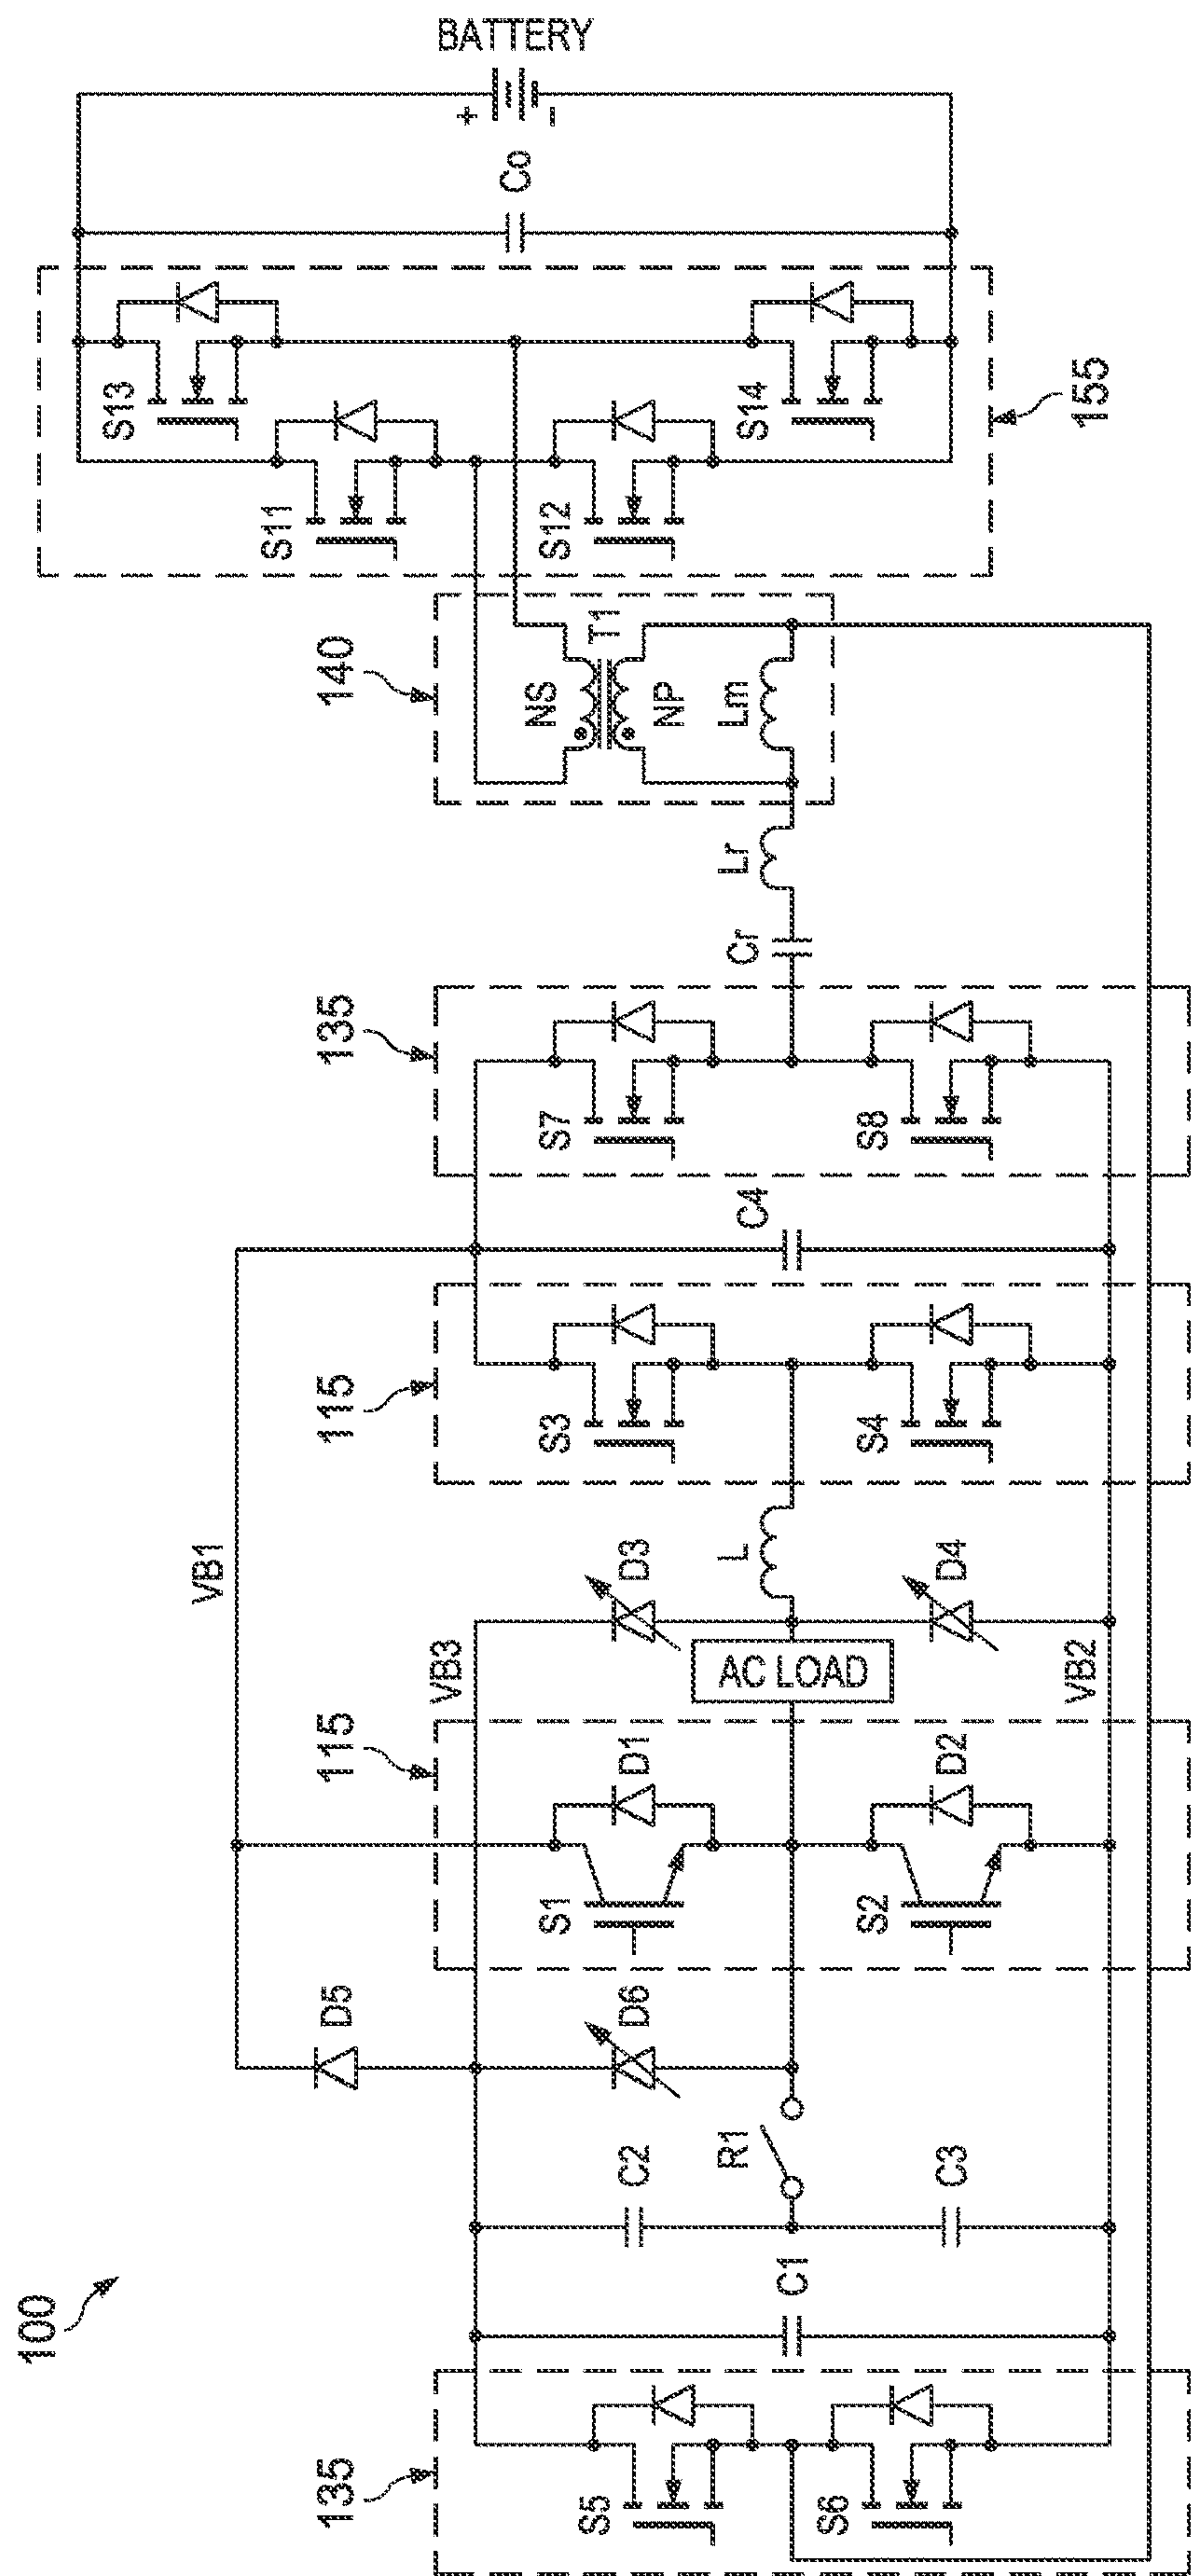 100
135
S5
S6
C1
C2
C3
R1
D5
D6
115
S1
S2
D1
D2
VB1
VB3
VB2
AC LOAD
D3
D4
L
115
S3
S4
C4
135
S7
S8
Cr
Lr
140
NS
NP
T1
Lm
S11
S12
S13
S14
155
Co
+
-
BATTERY